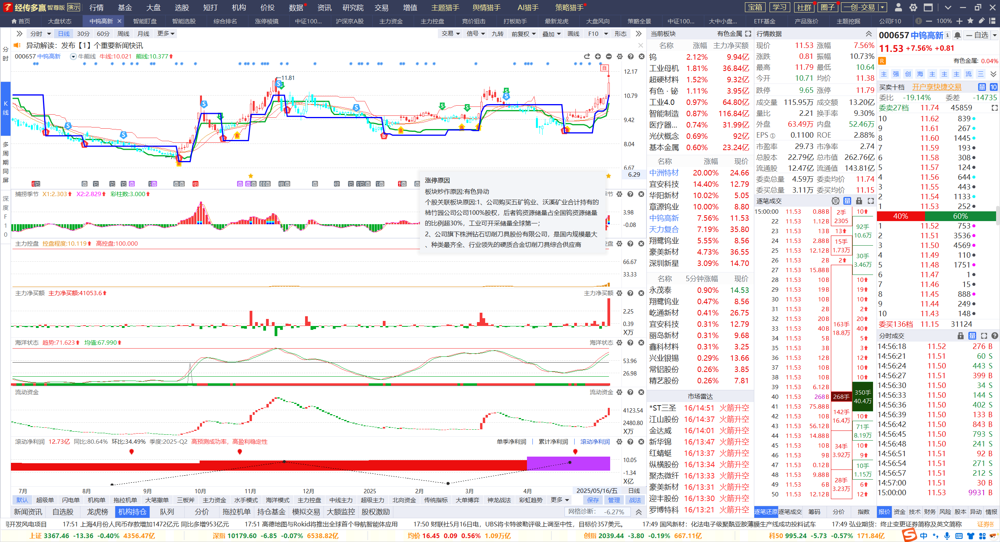 经传多赢 智尊版 演示 行情 基金 大盘 选股 短打 机构 价投 数据 资讯 研究院 交易 增值 主题猎手 舆情猎手 AI猎手 策略猎手 宝箱 学习 社群 圈子 一创-交易
首页 大盘状态 中钨高新 智能盯盘 智能选股 综合排名 涨停棱镜 中证100... 沪深京A股 主力资金 主力控盘 竞价狙击 打板助手 最新龙虎 大盘风向 策略全景 中证100... 大中小盘... ETF基金 产品涨价 主题挖掘 公司F10 100%
分时 日线 30分 60分 周线 月线 更多 交易 信号 九转 前复权 叠加 画线 F10 形态
异动解读：发布【1】个重要新闻快讯
000657 中钨高新 牛熊线 牛线:10.021 熊线:10.377
分时
K线
多周期同屏
深度F10
自
11.81
12.17
10.79
9.42
8.04
6.67
6.29
涨停原因
板块炒作原因:有色异动
个股关联板块原因:1、公司购买五矿钨业、沃溪矿业合计持有的
柿竹园公司公司100%股权，后者钨资源储量占全国钨资源储量
的比例超30%，工业可开采储量全球第一；
2、公司旗下株洲钻石切削刀具股份有限公司，是国内规模最大
、种类最齐全、行业领先的硬质合金切削刀具综合供应商
捕捞季节 X1:2.303 X2:2.829 彩柱数:3.000
3.98
-0.08
主力控盘 控盘程度:10.119 高控盘:100.000
66.67
33.33
主力净买额 主力净买额:41053.6 主力净买额
2.25
0.39
X万
海洋状态 趋势:71.623 均值:67.990 海洋状态
53.96
26.98
流动资金 流动资金
4123.54
2480.80
X万
滚动净利润 12.73亿 同比:80.64% 环比:34.49% 季度:2025-Q2 高预测成功率，高盈利稳定性 单季净利润 | 累计净利润 | 滚动净利润
10.05
-1.34
X亿
7月 8月 9月 10月 11月 12月 2025 2月 3月 4月 2025/05/16/五 日线
默认 超级单 闪电单 机构单 拖拉机单 大笔撤单 三板斧 主力资金 水手模式 海洋模式 主力控盘 中线主力 超级主力 北向资金 传统指标 大单博弈 神龙战法 彩虹趋势 更多 保存 管理 战法
新闻资讯 自选股 龙虎榜 机构持仓 队列 分价 拖拉机单 持仓基金 模拟交易 大额监控 股权激励 网格诊断: -6.27%
当前板块 有色金属
名称 涨幅 主力净买额
钨 2.12% 9.94亿
工业母机 1.81% 36.84亿
超硬材料 1.52% 9.32亿
有色·铋 1.11% 3.95亿
工业4.0 0.97% 64.80亿
智能制造 0.87% 116.84亿
医疗器... 0.74% 31.99亿
光伏概念 0.69% 92亿
基本金属 0.60% 23.24亿
名称 涨幅 现价
中洲特材 20.00% 24.66
宜安科技 14.40% 12.79
华阳新材 10.02% 5.05
章源钨业 10.00% 8.80
中钨高新 7.56% 11.53
天力复合 7.19% 35.80
翔鹭钨业 5.55% 8.56
豪美新材 4.73% 36.55
深圳新星 3.09% 14.70
名称 5分钟涨幅 现价
永茂泰 0.90% 14.53
翔鹭钨业 0.47% 8.56
屹通新材 0.41% 26.75
宜安科技 0.31% 12.79
丽岛新材 0.31% 9.68
鑫科材料 0.31% 3.25
兴业银锡 0.29% 13.66
常铝股份 0.26% 3.85
精艺股份 0.26% 7.81
市场雷达
*ST三圣 16/14:51 火箭升空
江山股份 16/14:37 火箭升空
金达威 16/14:01 火箭升空
新华锦 16/13:47 火箭升空
红蜻蜓 16/13:37 火箭升空
纵横股份 16/13:34 火箭升空
聚杰微纤 16/13:33 火箭升空
豪美新材 16/13:31 火箭升空
迎丰股份 16/13:30 火箭升空
罗博特科 16/13:21 火箭升空
行情数据
现价 11.53 涨幅 7.56%
涨跌 0.81 振幅 10.73%
最高 11.79 最低 10.64
今开 10.71 均价 11.38
跌停 9.65 涨停 11.79
成交量 115.95万 成交额 13.20亿
量比 2.21 换手率 9.30%
外盘 63.49万 内盘 52.46万
EPS① 0.1100 ROE 2.88%
市盈率 29.73 市净率 2.74
总股本 22.79亿 总市值 262.76亿
流通股 12.47亿 流通值 143.81亿
委卖总量 4.59万 委卖均价 11.74
委买总量 3.11万 委买均价 11.15
逐笔成交 量
15:00:00 11.53 0.88B
22 11.53 1.12B
23 11.53 13B
24 11.53 2.88B
25 11.53 12.12B
26 11.53 2B
27 11.53 15.88B
28 11.53 10B
29 11.53 19B
30 11.53 10B
31 11.53 2B
32 11.53 20B
33 11.53 40B
34 11.53 5B
35 11.53 3B
36 11.53 12B
37 11.53 10B
38 11.53 10B
39 11.53 6.12B
40 11.53 268B
41 11.53 75.88B
42 11.53 10B
43 11.53 56.12B
44 11.53 14.88B
45 11.53 10B
46 11.53 9B
47 11.53 0.12B
48 11.53 9.88B
49 11.53 6B
50 11.53 12.12B
2手
2305
13
15手
1.73万
2
163手
18.8万
268手
142手
16.4万
34手
3.92万
28手
3.23万
10
92手
10.6万
30手
3.46万
10
19
10
2
20
40
5
3
12
10
10
350手
40.4万
10
71手
8.19万
10
9
10手
1.15万
6
12
逐笔还原 逐笔成交 筹码 分价 指数
000657 中钨高新 自选
11.53 +7.56% +0.81
R 有色金属: 0.04%
主 强 创 海 主 主 主 流 三
买卖十档 开户享快捷交易 量 10
委比 -19.14% 委差 -14735
委卖27档 11.74 45859
10 11.62 839
9 11.61 267
8 11.60 1445
7 11.59 193
6 11.58 308
5 11.57 124
4 11.56 644
3 11.55 443
2 11.54 1133
1 11.53 252
40% 60%
1 11.52 753
2 11.51 3536
3 11.50 4569
4 11.49 110
5 11.48 1751
6 11.47 1
7 11.46 15
8 11.45 888
9 11.44 249
10 11.43 148
委买136档 11.15 31124
分时成交 量
14:56:18 11.52 276 B
14:56:21 11.51 60 S
14:56:24 11.50 443 S
14:56:27 11.51 399 B
14:56:30 11.50 34 S
14:56:33 11.50 144 S
14:56:36 11.50 402 S
14:56:39 11.50 133 B
14:56:42 11.50 843 B
14:56:45 11.50 793 S
14:56:48 11.50 241 S
14:56:51 11.51 92 B
14:56:54 11.51 271 S
14:56:57 11.51 212 S
14:57:00 11.51 30 B
15:00:00 11.53 9931 B
报价 资金 技术 财务 风险 股本 异动 情报
同开发风电项目 17:51 上海4月份人民币存款增加1472亿元 同比多增953亿元 17:51 高德地图与Rokid将推出全球首个导航智能体应用 17:50 财联社5月16日电，UBS将卡特彼勒评级上调至中性，目标价357美元。 17:49 国风新材：化法电子级聚酰亚胺薄膜生产线成功投料试车 17:49 弘业期货：终止变更证券简称及英文简称 证券
上证 3367.46 -13.36 -0.40% 4356.47亿 深指 10179.60 -6.85 -0.07% 6538.82亿 均价 16.45 0.09 0.56% 1.09万亿 创指 2039.44 -3.80 -0.19% 667.11亿 科50 995.24 -5.73 -0.57% 171.84亿 中